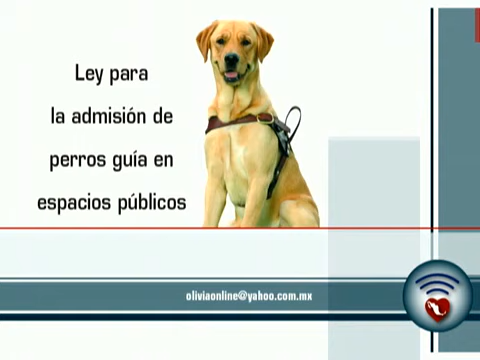 Ley para
la admisión de
perros guía en
espacios públicos
oliviaonline@yahoo.com.mx